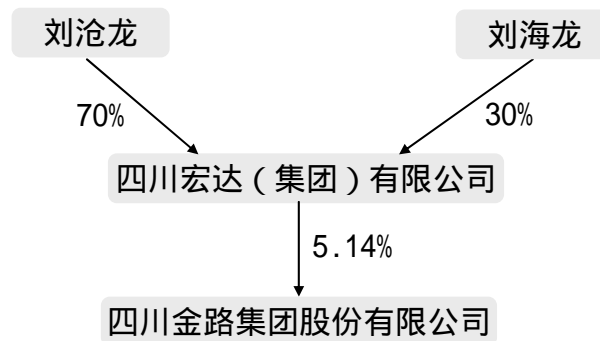 刘沧龙
刘海龙
70%
30%
四川宏达（集团）有限公司
5.14%
四川金路集团股份有限公司